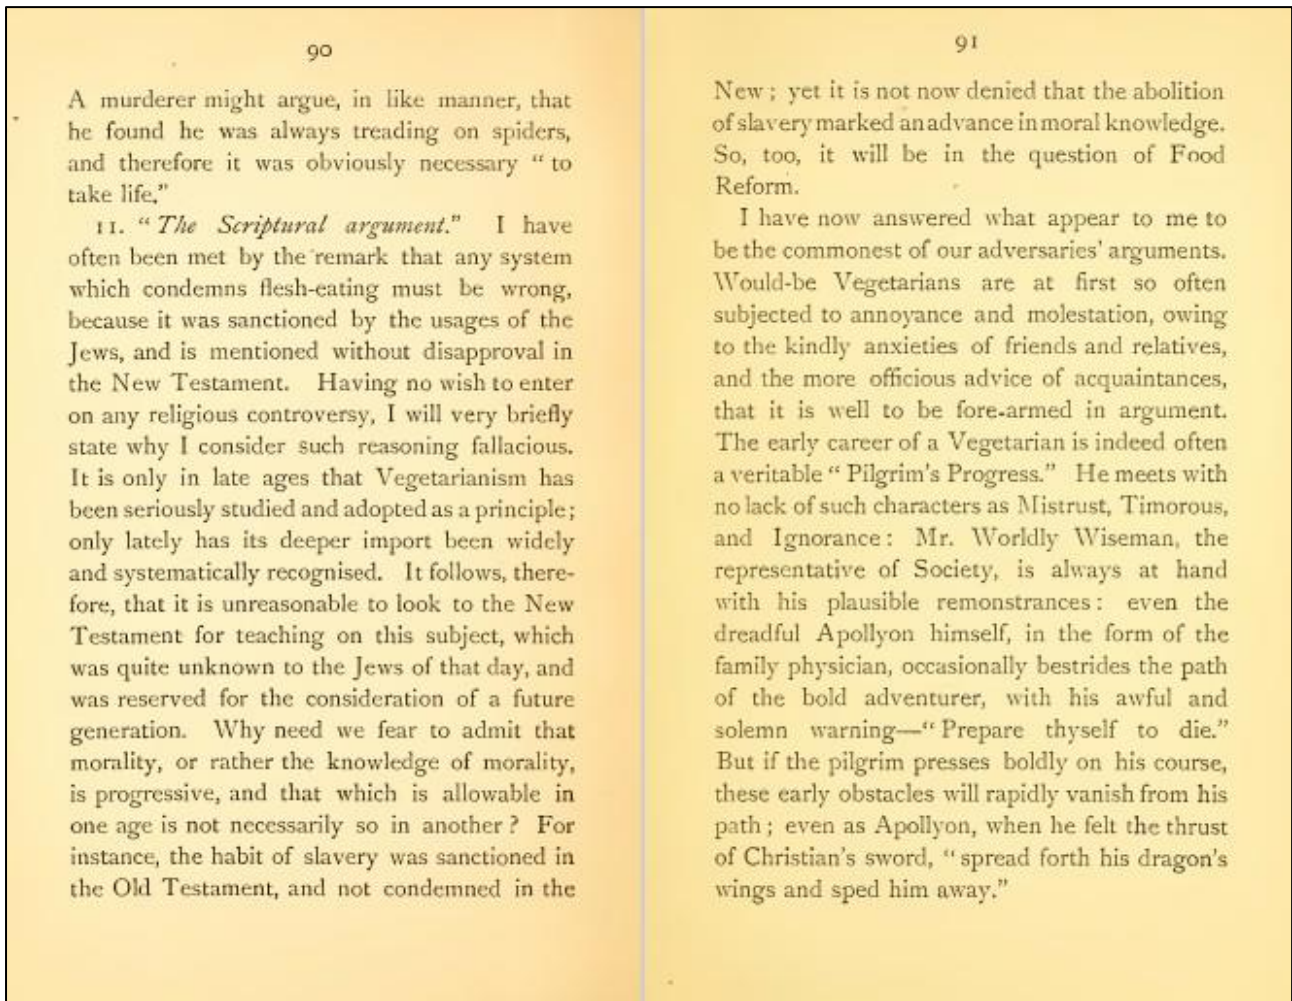 90
A murderer might argue, in like manner, that
he found he was always treading on spiders,
and therefore it was obviously necessary “ to
take life.”
11. “ The Scriptural argument.” I have
often been met by the remark that any system
which condemns flesh-eating must be wrong,
because it was sanctioned by the usages of the
Jews, and is mentioned without disapproval in
the New Testament. Having no wish to enter
on any religious controversy, I will very briefly
state why I consider such reasoning fallacious.
It is only in late ages that Vegetarianism has
been seriously studied and adopted as a principle ;
only lately has its deeper import been widely
and systematically recognised. It follows, there-
fore, that it is unreasonable to look to the New
Testament for teaching on this subject, which
was quite unknown to the Jews of that day, and
was reserved for the consideration of a future
generation. Why need we fear to admit that
morality, or rather the knowledge of morality,
is progressive, and that which is allowable in
one age is not necessarily so in another ? For
instance, the habit of slavery was sanctioned in
the Old Testament, and not condemned in the
91
New ; yet it is not now denied that the abolition
of slavery marked an advance in moral knowledge.
So, too, it will be in the question of Food
Reform.
I have now answered what appear to me to
be the commonest of our adversaries’ arguments.
Would-be Vegetarians are at first so often
subjected to annoyance and molestation, owing
to the kindly anxieties of friends and relatives,
and the more officious advice of acquaintances,
that it is well to be fore-armed in argument.
The early career of a Vegetarian is indeed often
a veritable “ Pilgrim’s Progress.” He meets with
no lack of such characters as Mistrust, Timorous,
and Ignorance : Mr. Worldly Wiseman, the
representative of Society, is always at hand
with his plausible remonstrances : even the
dreadful Apollyon himself, in the form of the
family physician, occasionally bestrides the path
of the bold adventurer, with his awful and
solemn warning—“ Prepare thyself to die.”
But if the pilgrim presses boldly on his course,
these early obstacles will rapidly vanish from his
path ; even as Apollyon, when he felt the thrust
of Christian’s sword, “ spread forth his dragon’s
wings and sped him away.”